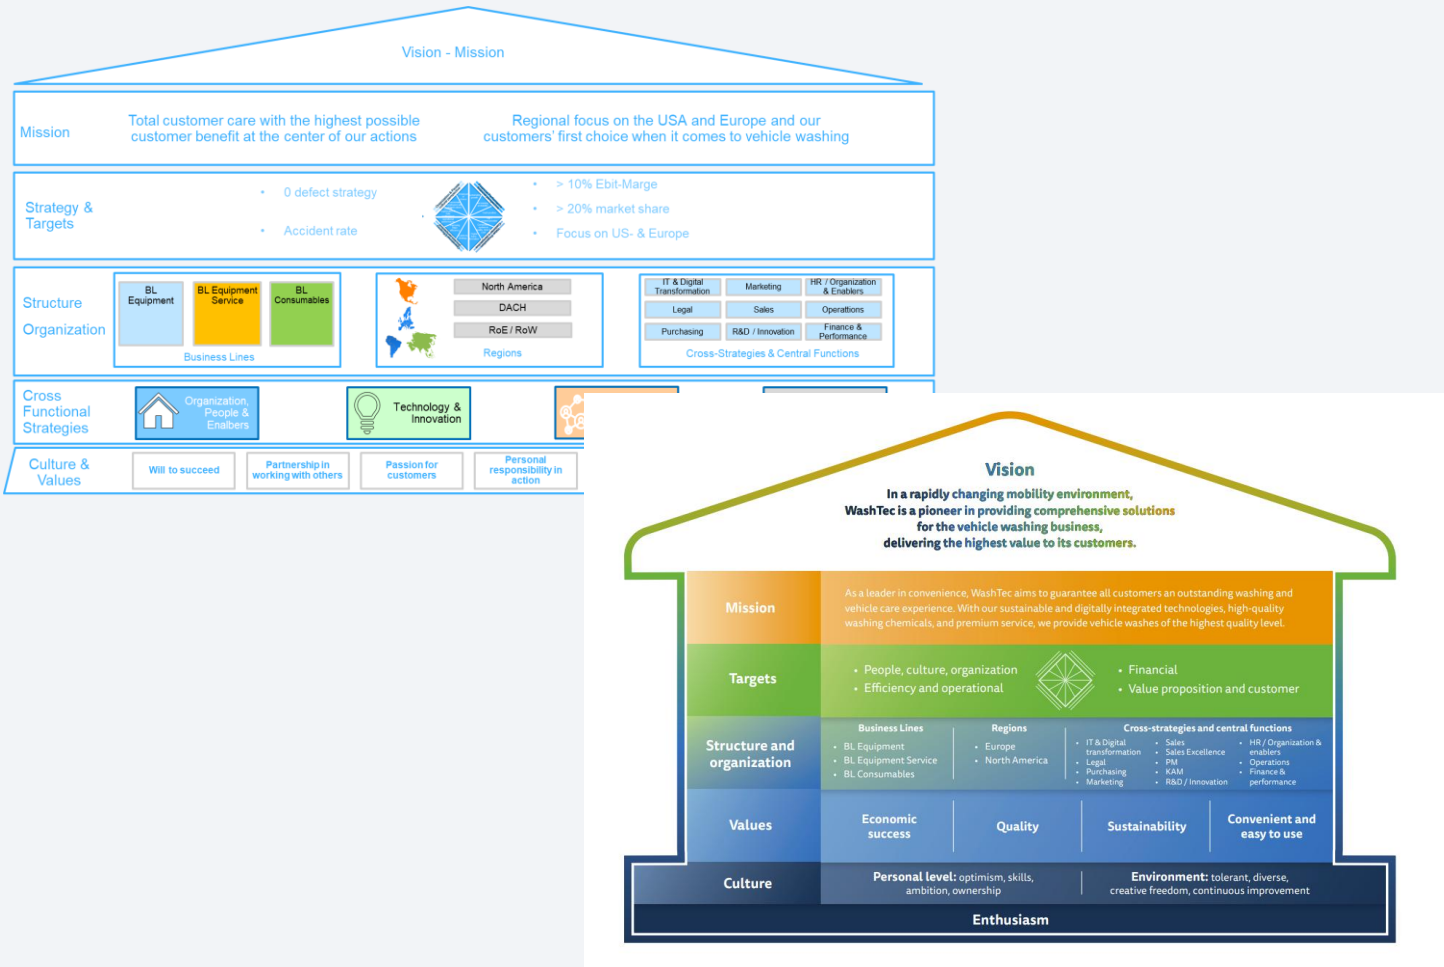 Vision - Mission
Mission
Total customer care with the highest possible
customer benefit at the center of our actions
Regional focus on the USA and Europe and our
customers' first choice when it comes to vehicle washing
Strategy &
Targets
• 0 defect strategy
• Accident rate
• > 10% Ebit-Marge
• > 20% market share
• Focus on US- & Europe
Structure
Organization
BL
Equipment
BL Equipment
Service
BL
Consumables
Business Lines
North America
DACH
RoE / RoW
Regions
IT & Digital
Transformation
Marketing
HR / Organization
& Enablers
Legal
Sales
Operattions
Purchasing
R&D / Innovation
Finance &
Performance
Cross-Strategies & Central Functions
Cross
Functional
Strategies
Organization,
People &
Enalbers
Technology &
Innovation
Culture &
Values
Will to succeed
Partnership in
working with others
Passion for
customers
Personal
responsibility in
action
Vision
In a rapidly changing mobility environment,
WashTec is a pioneer in providing comprehensive solutions
for the vehicle washing business,
delivering the highest value to its customers.
Mission
As a leader in convenience, WashTec aims to guarantee all customers an outstanding washing and
vehicle care experience. With our sustainable and digitally integrated technologies, high-quality
washing chemicals, and premium service, we provide vehicle washes of the highest quality level.
Targets
• People, culture, organization
• Efficiency and operational
• Financial
• Value proposition and customer
Structure and
organization
Business Lines
• BL Equipment
• BL Equipment Service
• BL Consumables
Regions
• Europe
• North America
Cross-strategies and central functions
• IT & Digital
transformation
• Legal
• Purchasing
• Marketing
• Sales
• Sales Excellence
• PM
• KAM
• R&D / Innovation
• HR / Organization &
enablers
• Operations
• Finance &
performance
Values
Economic
success
Quality
Sustainability
Convenient and
easy to use
Culture
Personal level: optimism, skills,
ambition, ownership
Environment: tolerant, diverse,
creative freedom, continuous improvement
Enthusiasm